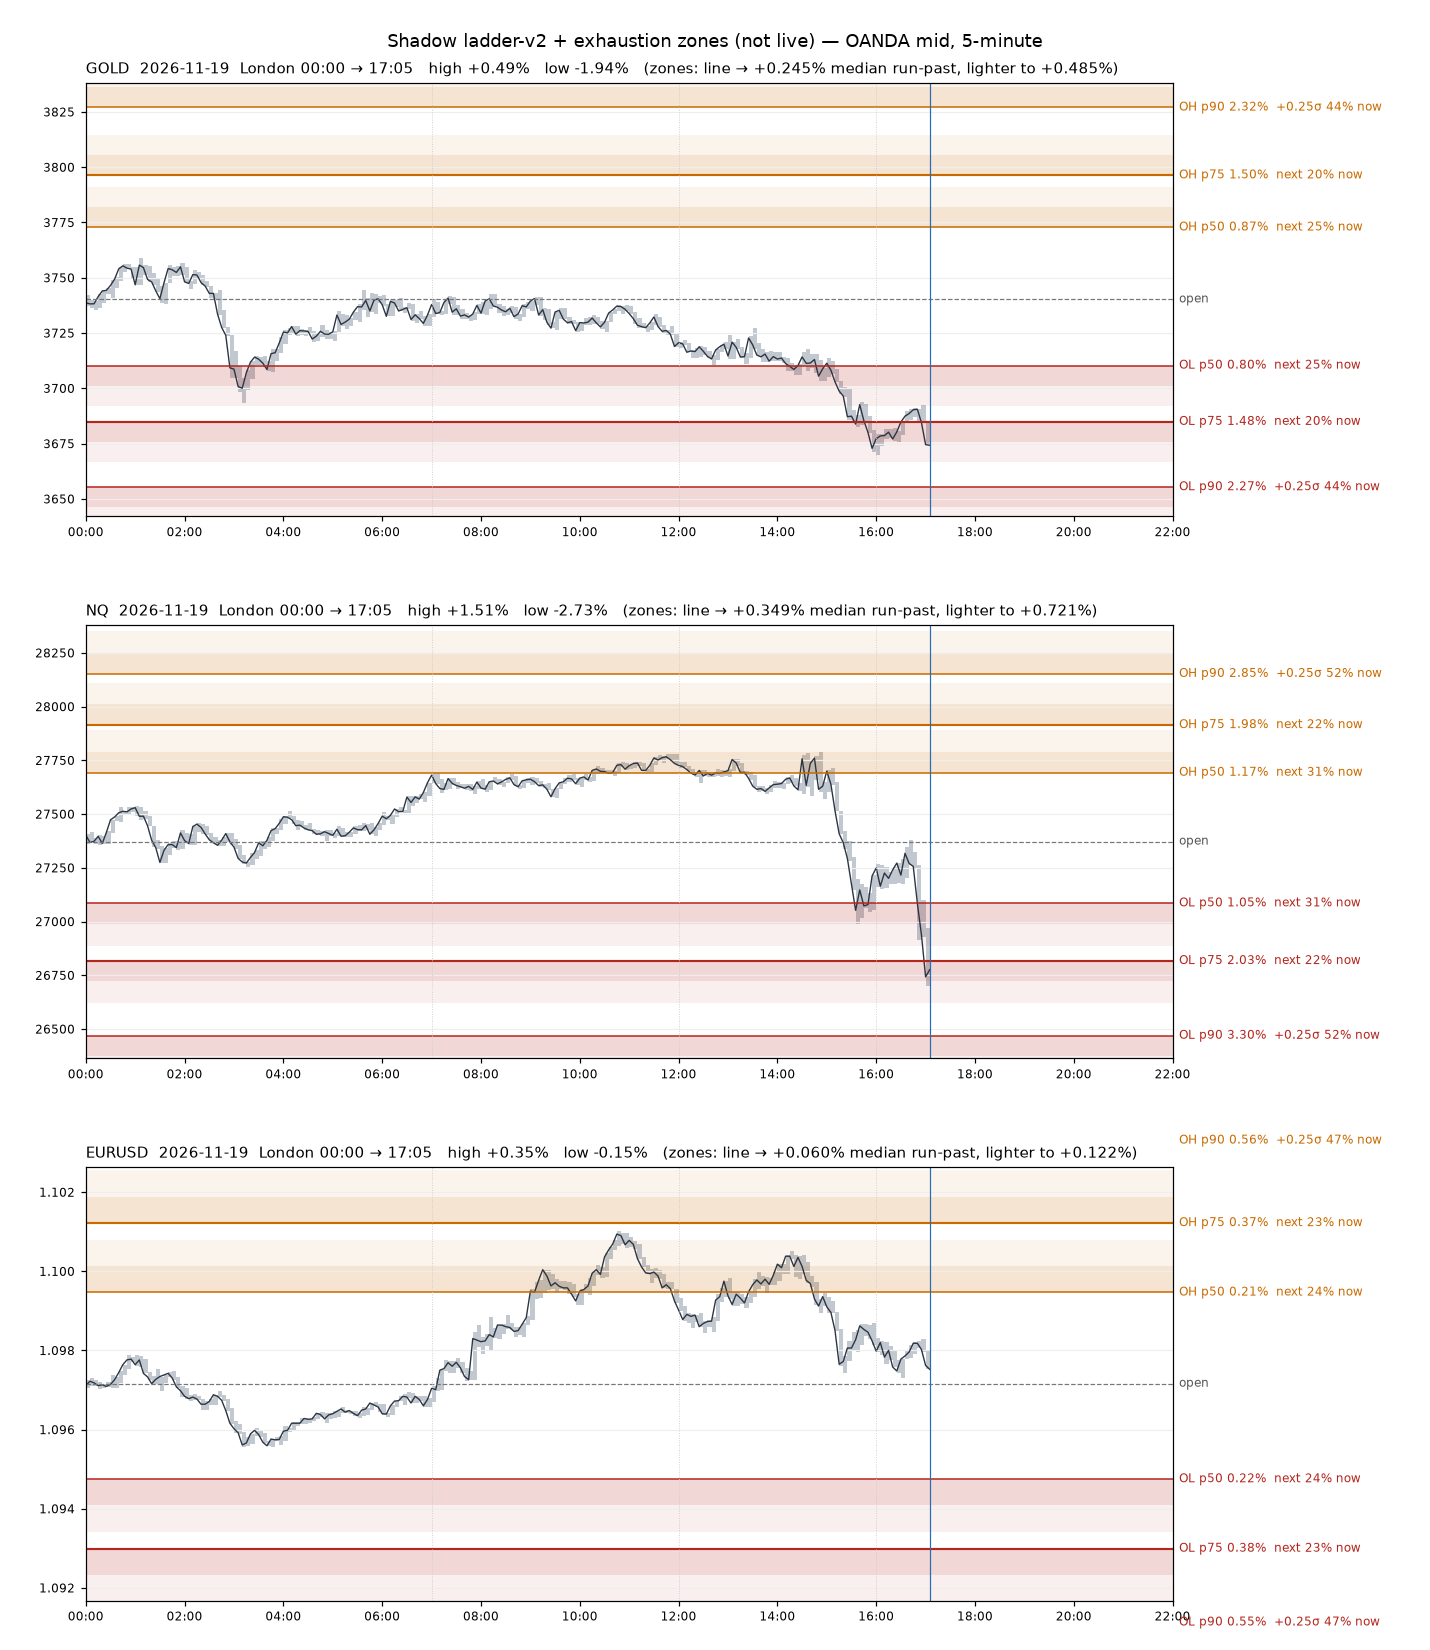 Shadow ladder-v2 + exhaustion zones (not live) — OANDA mid, 5-minute
GOLD  2026-11-19  London 00:00 → 17:05   high +0.49%   low -1.94%   (zones: line → +0.245% median run-past, lighter to +0.485%)
3825
3800
3775
3750
3725
3700
3675
3650
OH p90 2.32%  +0.25σ 44% now
OH p75 1.50%  next 20% now
OH p50 0.87%  next 25% now
open
OL p50 0.80%  next 25% now
OL p75 1.48%  next 20% now
OL p90 2.27%  +0.25σ 44% now
00:00 02:00 04:00 06:00 08:00 10:00 12:00 14:00 16:00 18:00 20:00 22:00
NQ  2026-11-19  London 00:00 → 17:05   high +1.51%   low -2.73%   (zones: line → +0.349% median run-past, lighter to +0.721%)
28250
28000
27750
27500
27250
27000
26750
26500
OH p90 2.85%  +0.25σ 52% now
OH p75 1.98%  next 22% now
OH p50 1.17%  next 31% now
open
OL p50 1.05%  next 31% now
OL p75 2.03%  next 22% now
OL p90 3.30%  +0.25σ 52% now
00:00 02:00 04:00 06:00 08:00 10:00 12:00 14:00 16:00 18:00 20:00 22:00
OH p90 0.56%  +0.25σ 47% now
EURUSD  2026-11-19  London 00:00 → 17:05   high +0.35%   low -0.15%   (zones: line → +0.060% median run-past, lighter to +0.122%)
1.102
1.100
1.098
1.096
1.094
1.092
OH p75 0.37%  next 23% now
OH p50 0.21%  next 24% now
open
OL p50 0.22%  next 24% now
OL p75 0.38%  next 23% now
00:00 02:00 04:00 06:00 08:00 10:00 12:00 14:00 16:00 18:00 20:00 22:00
OL p90 0.55%  +0.25σ 47% now